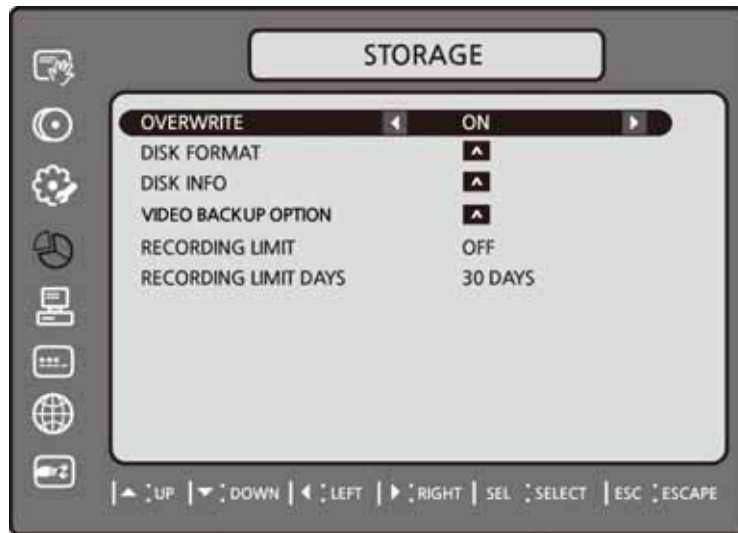 STORAGE
OVERWRITE ON
DISK FORMAT
DISK INFO
VIDEO BACKUP OPTION
RECORDING LIMIT OFF
RECORDING LIMIT DAYS 30 DAYS
UP DOWN LEFT RIGHT SEL : SELECT ESC : ESCAPE